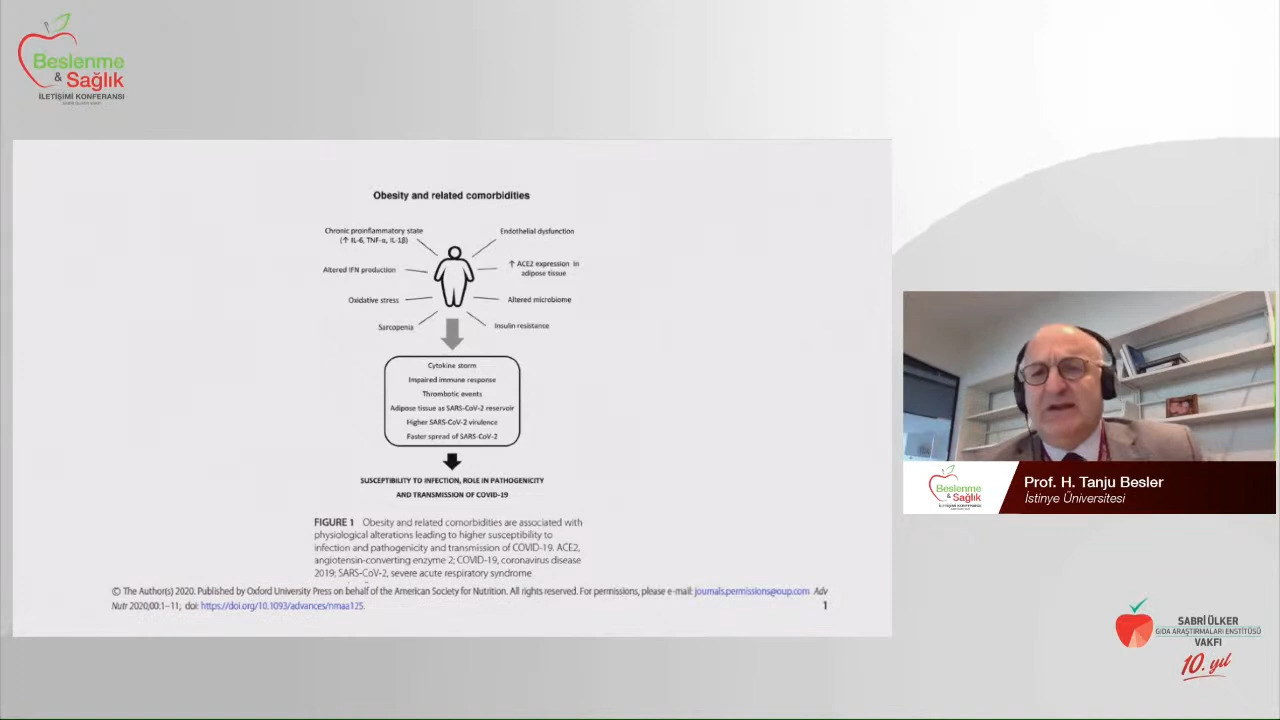 Beslenme
& Sağlık
İLETİŞİMİ KONFERANSI
Obesity and related comorbidities
Chronic proinflammatory state
(↑ IL-6, TNF-α, IL-1β)
Endothelial dysfunction
Altered IFN production
↑ ACE2 expression in
adipose tissue
Oxidative stress
Altered microbiome
Sarcopenia
Insulin resistance
Cytokine storm
Impaired immune response
Thrombotic events
Adipose tissue as SARS-CoV-2 reservoir
Higher SARS-CoV-2 virulence
Faster spread of SARS-CoV-2
SUSCEPTIBILITY TO INFECTION, ROLE IN PATHOGENICITY
AND TRANSMISSION OF COVID-19
FIGURE 1 Obesity and related comorbidities are associated with
physiological alterations leading to higher susceptibility to
infection and pathogenicity and transmission of COVID-19. ACE2,
angiotensin-converting enzyme 2; COVID-19, coronavirus disease
2019; SARS-CoV-2, severe acute respiratory syndrome
© The Author(s) 2020. Published by Oxford University Press on behalf of the American Society for Nutrition. All rights reserved. For permissions, please e-mail: journals.permissions@oup.com Adv
Nutr 2020;00:1–11; doi: https://doi.org/10.1093/advances/nmaa125.
1
Beslenme
& Sağlık
İLETİŞİMİ KONFERANSI
Prof. H. Tanju Besler
İstinye Üniversitesi
SABRİ ÜLKER
GIDA ARAŞTIRMALARI ENSTİTÜSÜ
VAKFI
10. yıl